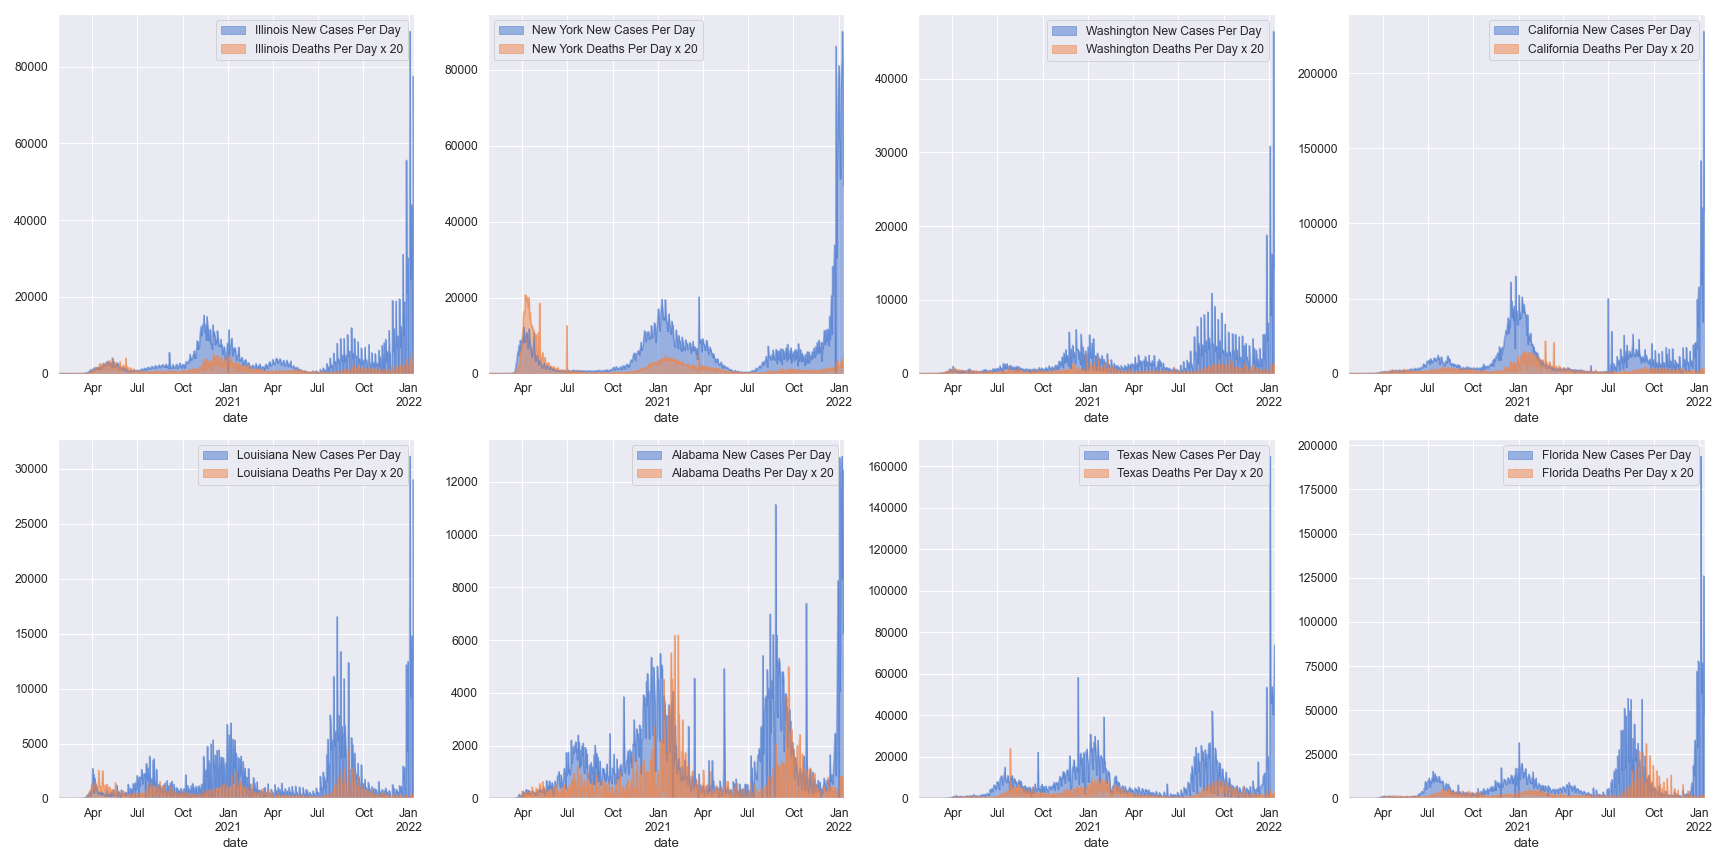 Illinois New Cases Per Day
Illinois Deaths Per Day x 20
80000
60000
40000
20000
0
Apr Jul Oct Jan Apr Jul Oct Jan
2021 2022
date
New York New Cases Per Day
New York Deaths Per Day x 20
80000
60000
40000
20000
0
Apr Jul Oct Jan Apr Jul Oct Jan
2021 2022
date
Washington New Cases Per Day
Washington Deaths Per Day x 20
40000
30000
20000
10000
0
Apr Jul Oct Jan Apr Jul Oct Jan
2021 2022
date
California New Cases Per Day
California Deaths Per Day x 20
200000
150000
100000
50000
0
Apr Jul Oct Jan Apr Jul Oct Jan
2021 2022
date
Louisiana New Cases Per Day
Louisiana Deaths Per Day x 20
30000
25000
20000
15000
10000
5000
0
Apr Jul Oct Jan Apr Jul Oct Jan
2021 2022
date
Alabama New Cases Per Day
Alabama Deaths Per Day x 20
12000
10000
8000
6000
4000
2000
0
Apr Jul Oct Jan Apr Jul Oct Jan
2021 2022
date
Texas New Cases Per Day
Texas Deaths Per Day x 20
160000
140000
120000
100000
80000
60000
40000
20000
0
Apr Jul Oct Jan Apr Jul Oct Jan
2021 2022
date
Florida New Cases Per Day
Florida Deaths Per Day x 20
200000
175000
150000
125000
100000
75000
50000
25000
0
Apr Jul Oct Jan Apr Jul Oct Jan
2021 2022
date